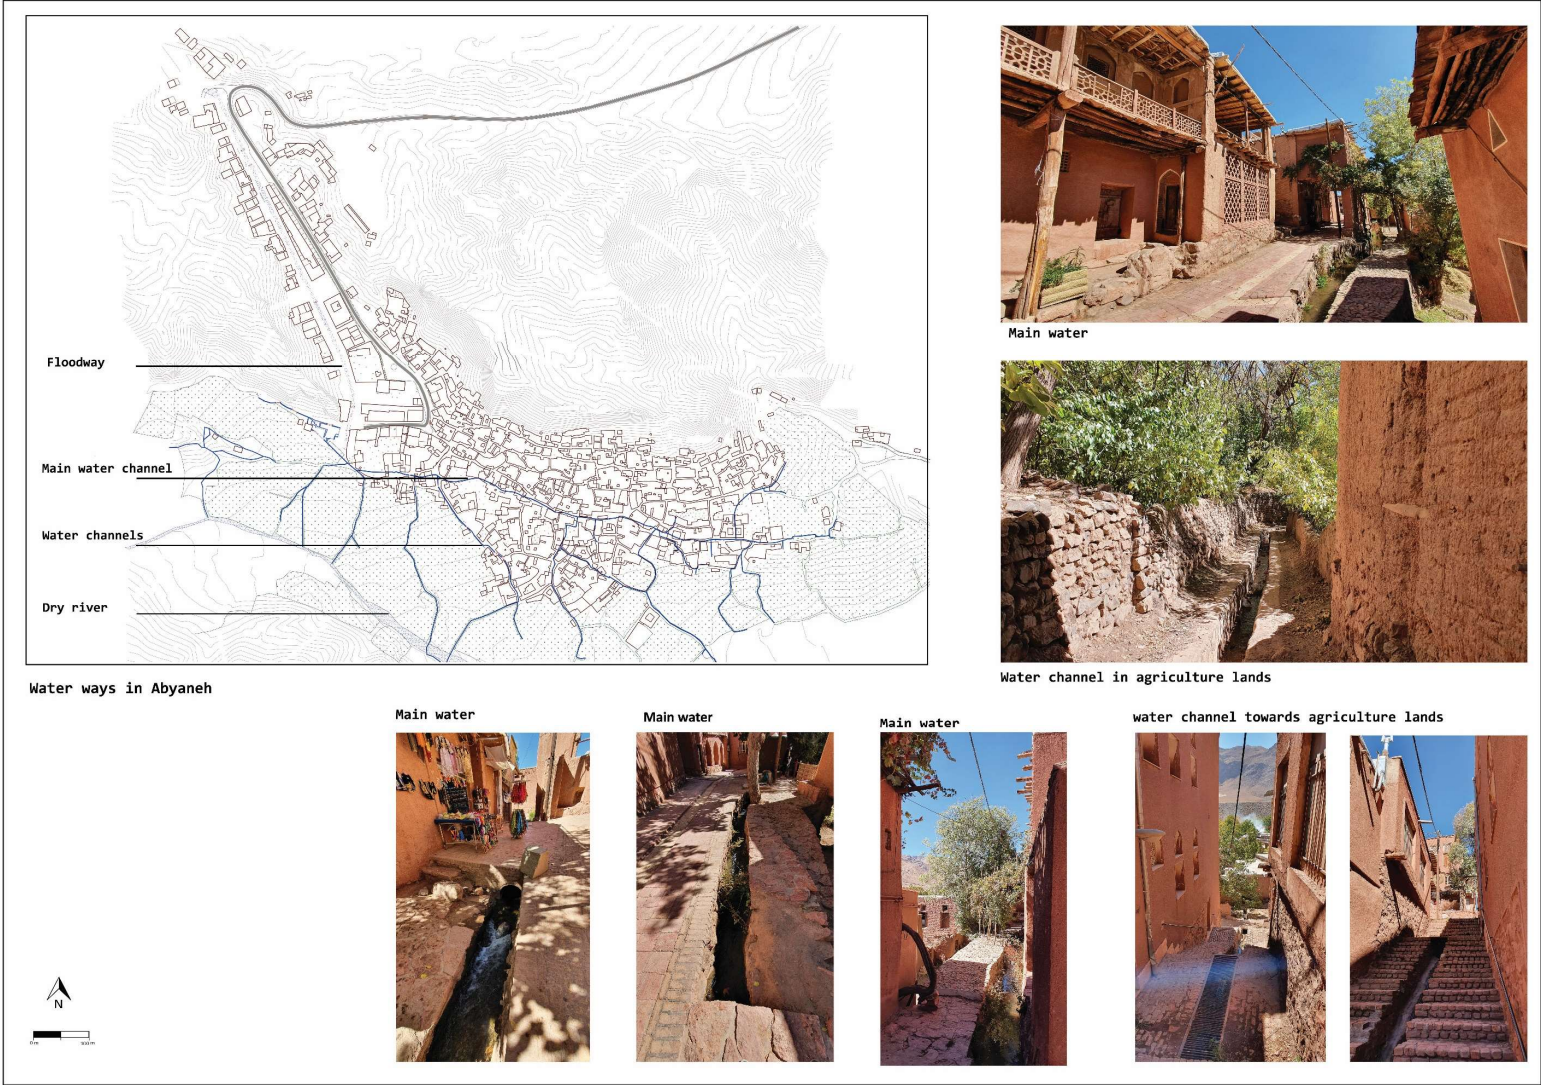 Floodway
Main water channel
Water channels
Dry river
Water ways in Abyaneh
Main water
Water channel in agriculture lands
Main water
Main water
Main water
water channel towards agriculture lands
N
0 m